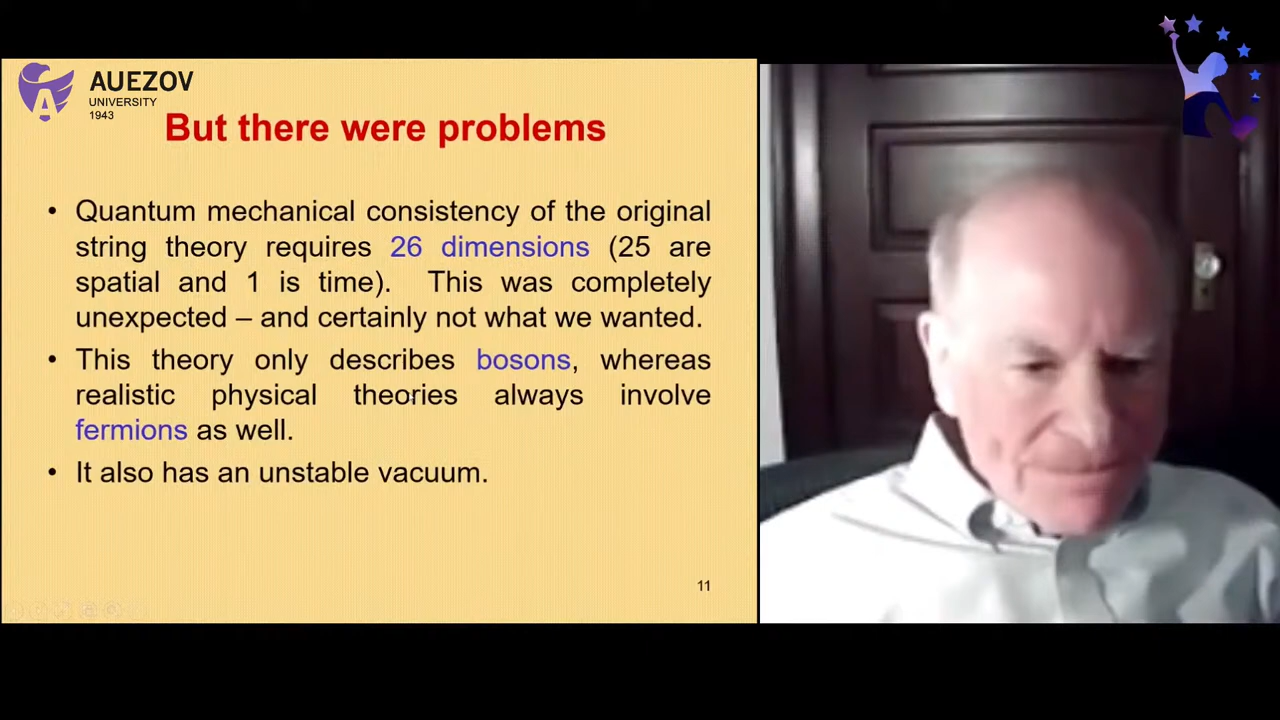 AUEZOV
UNIVERSITY
1943
But there were problems
• Quantum mechanical consistency of the original
string theory requires 26 dimensions (25 are
spatial and 1 is time). This was completely
unexpected – and certainly not what we wanted.
• This theory only describes bosons, whereas
realistic physical theories always involve
fermions as well.
• It also has an unstable vacuum.
11